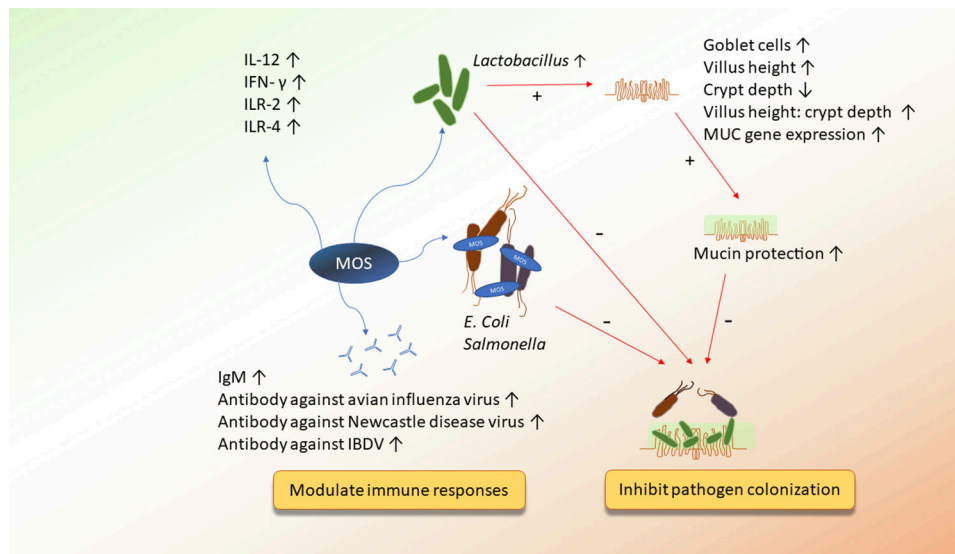 IL-12 ↑
IFN- γ ↑
ILR-2 ↑
ILR-4 ↑
Lactobacillus ↑
+
Goblet cells ↑
Villus height ↑
Crypt depth ↓
Villus height: crypt depth ↑
MUC gene expression ↑
+
MOS
MOS
MOS
MOS
E. Coli
Salmonella
-
-
Mucin protection ↑
-
IgM ↑
Antibody against avian influenza virus ↑
Antibody against Newcastle disease virus ↑
Antibody against IBDV ↑
Modulate immune responses
Inhibit pathogen colonization